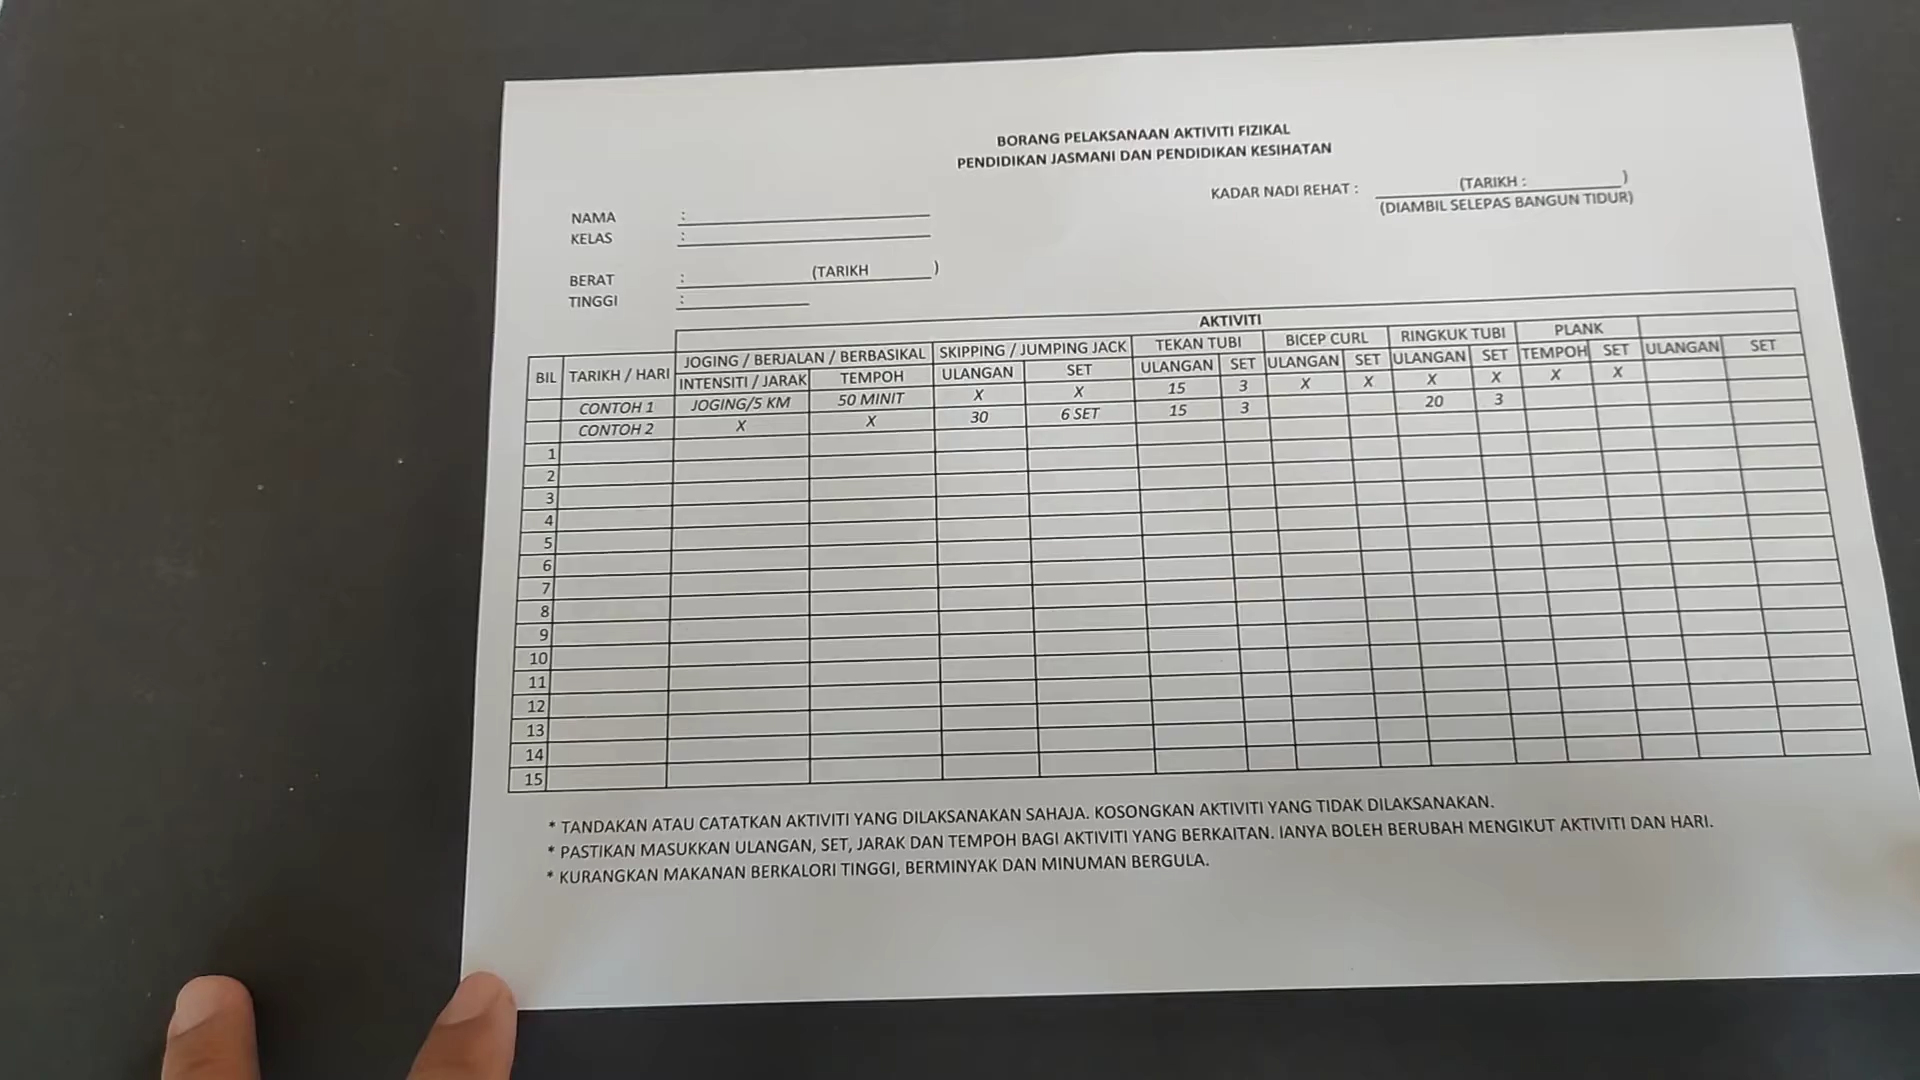 BORANG PELAKSANAAN AKTIVITI FIZIKAL
PENDIDIKAN JASMANI DAN PENDIDIKAN KESIHATAN
KADAR NADI REHAT : (TARIKH : )
(DIAMBIL SELEPAS BANGUN TIDUR)
NAMA :
KELAS :
BERAT : (TARIKH )
TINGGI :
AKTIVITI
BIL TARIKH / HARI JOGING / BERJALAN / BERBASIKAL SKIPPING / JUMPING JACK TEKAN TUBI BICEP CURL RINGKUK TUBI PLANK
INTENSITI / JARAK TEMPOH ULANGAN SET ULANGAN SET ULANGAN SET ULANGAN SET TEMPOH SET ULANGAN SET
CONTOH 1 JOGING/5 KM 50 MINIT X X 15 3 X X X X X X
CONTOH 2 X X 30 6 SET 15 3 20 3
1
2
3
4
5
6
7
8
9
10
11
12
13
14
15
* TANDAKAN ATAU CATATKAN AKTIVITI YANG DILAKSANAKAN SAHAJA. KOSONGKAN AKTIVITI YANG TIDAK DILAKSANAKAN.
* PASTIKAN MASUKKAN ULANGAN, SET, JARAK DAN TEMPOH BAGI AKTIVITI YANG BERKAITAN. IANYA BOLEH BERUBAH MENGIKUT AKTIVITI DAN HARI.
* KURANGKAN MAKANAN BERKALORI TINGGI, BERMINYAK DAN MINUMAN BERGULA.